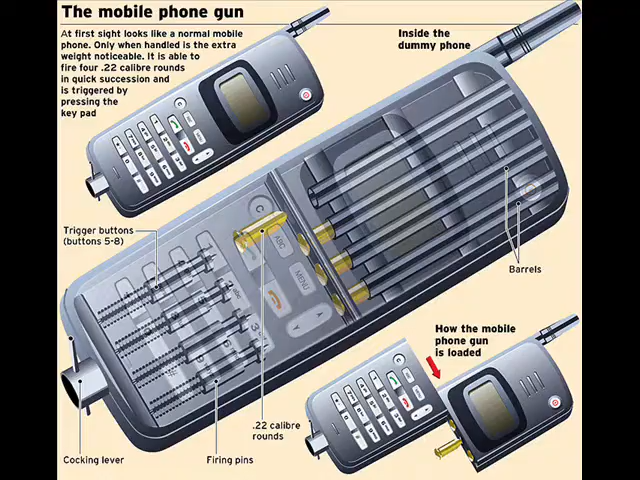 The mobile phone gun
At first sight looks like a normal mobile
phone. Only when handled is the extra
weight noticeable. It is able to
fire four .22 calibre rounds
in quick succession and
is triggered by
pressing the
key pad
Inside the
dummy phone
C
ABC
MENU
Trigger buttons
(buttons 5-8)
Barrels
How the mobile
phone gun
is loaded
.22 calibre
rounds
Cocking lever
Firing pins